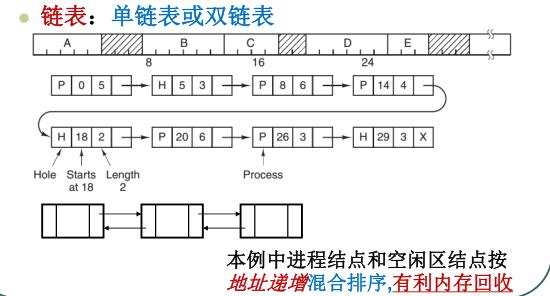 链表：单链表或双链表
A B C D E
8 16 24
P 0 5 H 5 3 P 8 6 P 14 4
H 18 2 P 20 6 P 26 3 H 29 3 X
Hole Starts at 18 Length 2 Process
本例中进程结点和空闲区结点按
地址递增混合排序,有利内存回收